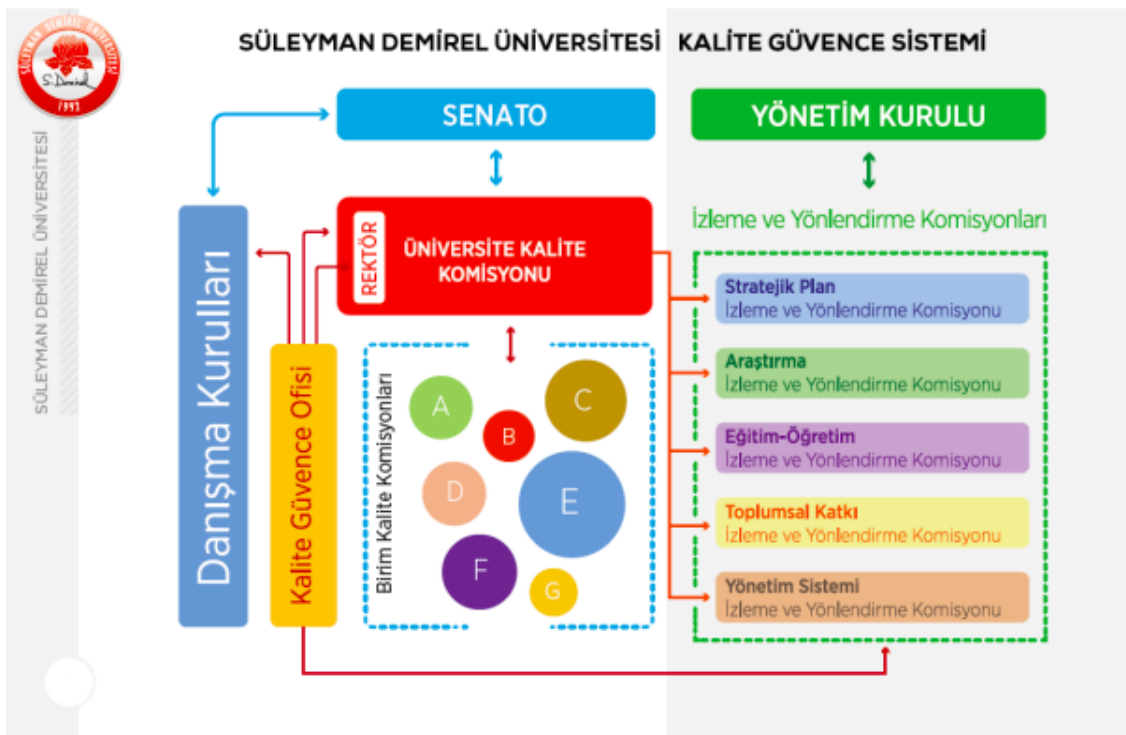 SÜLEYMAN DEMİREL ÜNİVERSİTESİ KALİTE GÜVENCE SİSTEMİ
SÜLEYMAN DEMİREL ÜNİVERSİTESİ
S. Demirel
1992
SÜLEYMAN DEMİREL ÜNİVERSİTESİ
SENATO
YÖNETİM KURULU
Danışma Kurulları
Kalite Güvence Ofisi
REKTÖR
ÜNİVERSİTE KALİTE
KOMİSYONU
Birim Kalite Komisyonları
A
B
C
D
E
F
G
İzleme ve Yönlendirme Komisyonları
Stratejik Plan
İzleme ve Yönlendirme Komisyonu
Araştırma
İzleme ve Yönlendirme Komisyonu
Eğitim-Öğretim
İzleme ve Yönlendirme Komisyonu
Toplumsal Katkı
İzleme ve Yönlendirme Komisyonu
Yönetim Sistemi
İzleme ve Yönlendirme Komisyonu